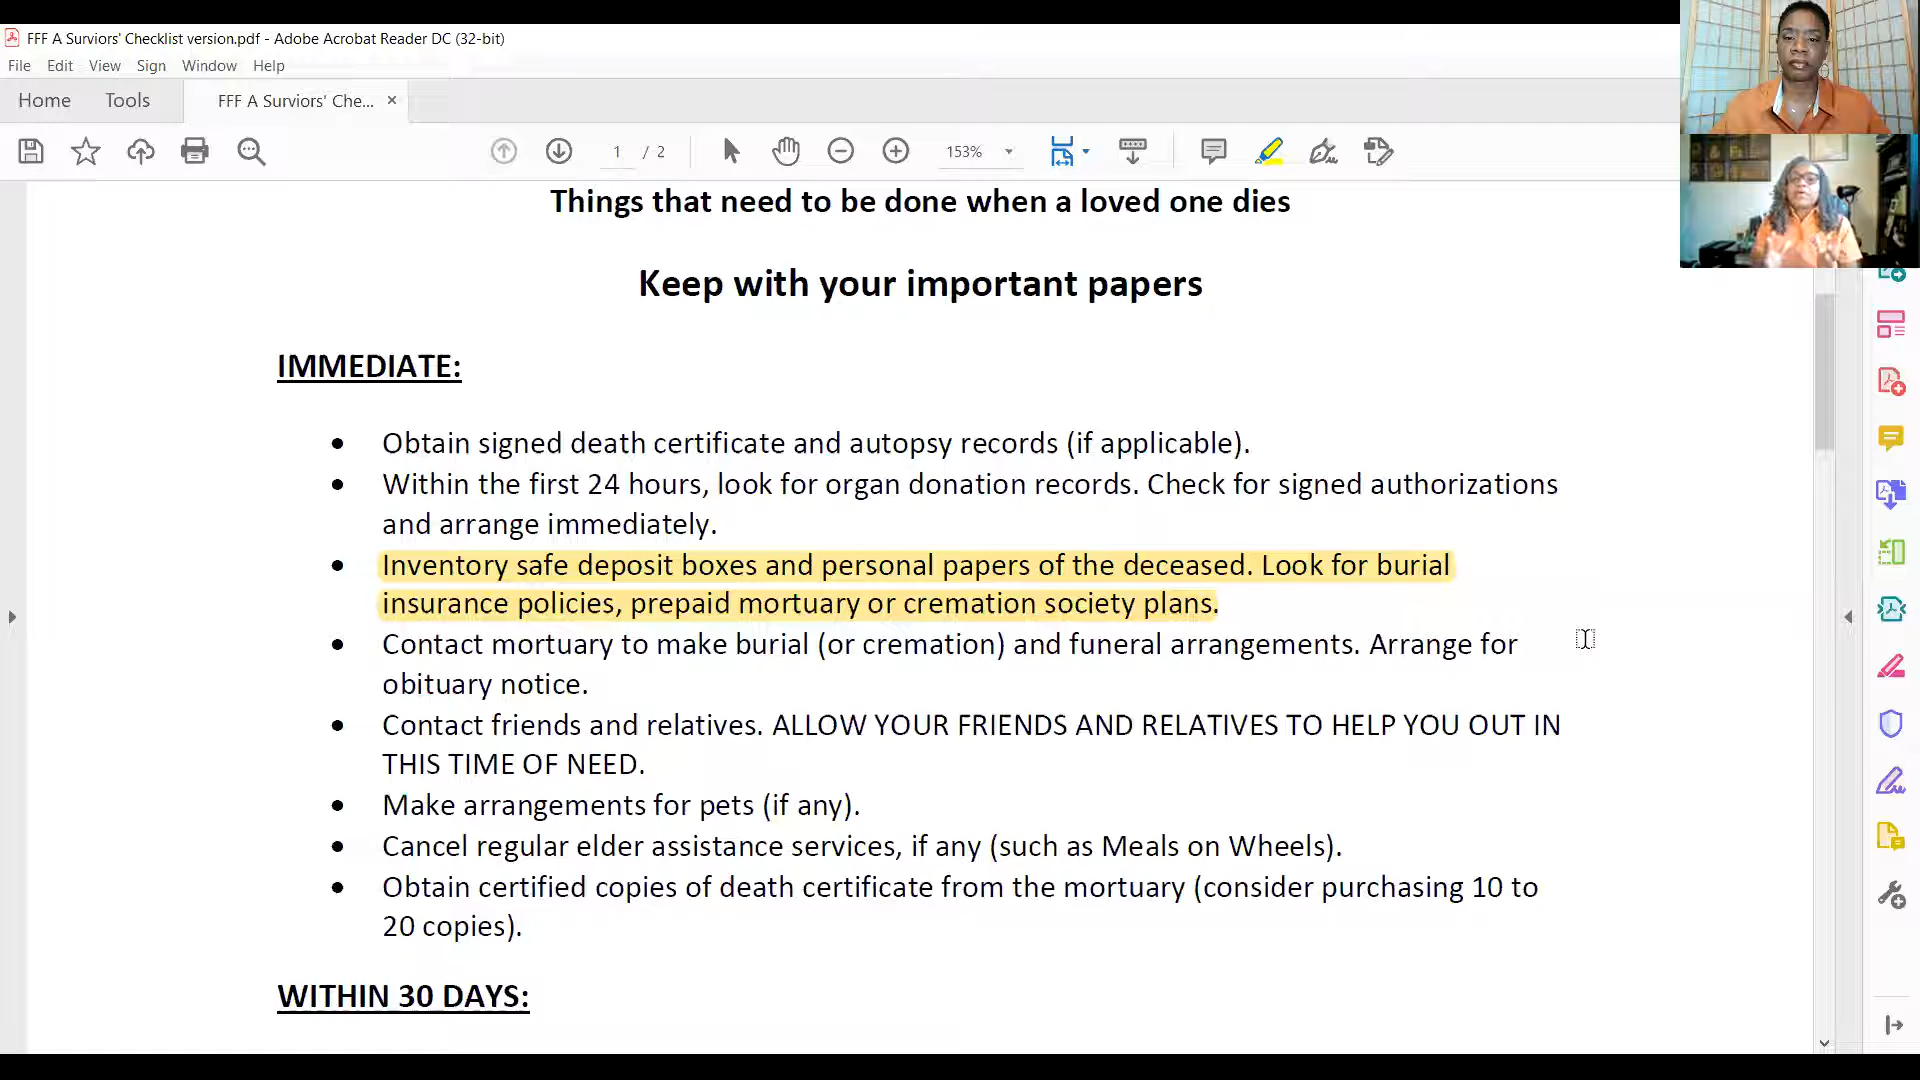 FFF A Surviors' Checklist version.pdf - Adobe Acrobat Reader DC (32-bit)
File Edit View Sign Window Help
Home Tools FFF A Surviors' Che... ×
1 / 2 153%
Things that need to be done when a loved one dies
Keep with your important papers
IMMEDIATE:
• Obtain signed death certificate and autopsy records (if applicable).
• Within the first 24 hours, look for organ donation records. Check for signed authorizations
and arrange immediately.
• Inventory safe deposit boxes and personal papers of the deceased. Look for burial
insurance policies, prepaid mortuary or cremation society plans.
• Contact mortuary to make burial (or cremation) and funeral arrangements. Arrange for
obituary notice.
• Contact friends and relatives. ALLOW YOUR FRIENDS AND RELATIVES TO HELP YOU OUT IN
THIS TIME OF NEED.
• Make arrangements for pets (if any).
• Cancel regular elder assistance services, if any (such as Meals on Wheels).
• Obtain certified copies of death certificate from the mortuary (consider purchasing 10 to
20 copies).
WITHIN 30 DAYS: